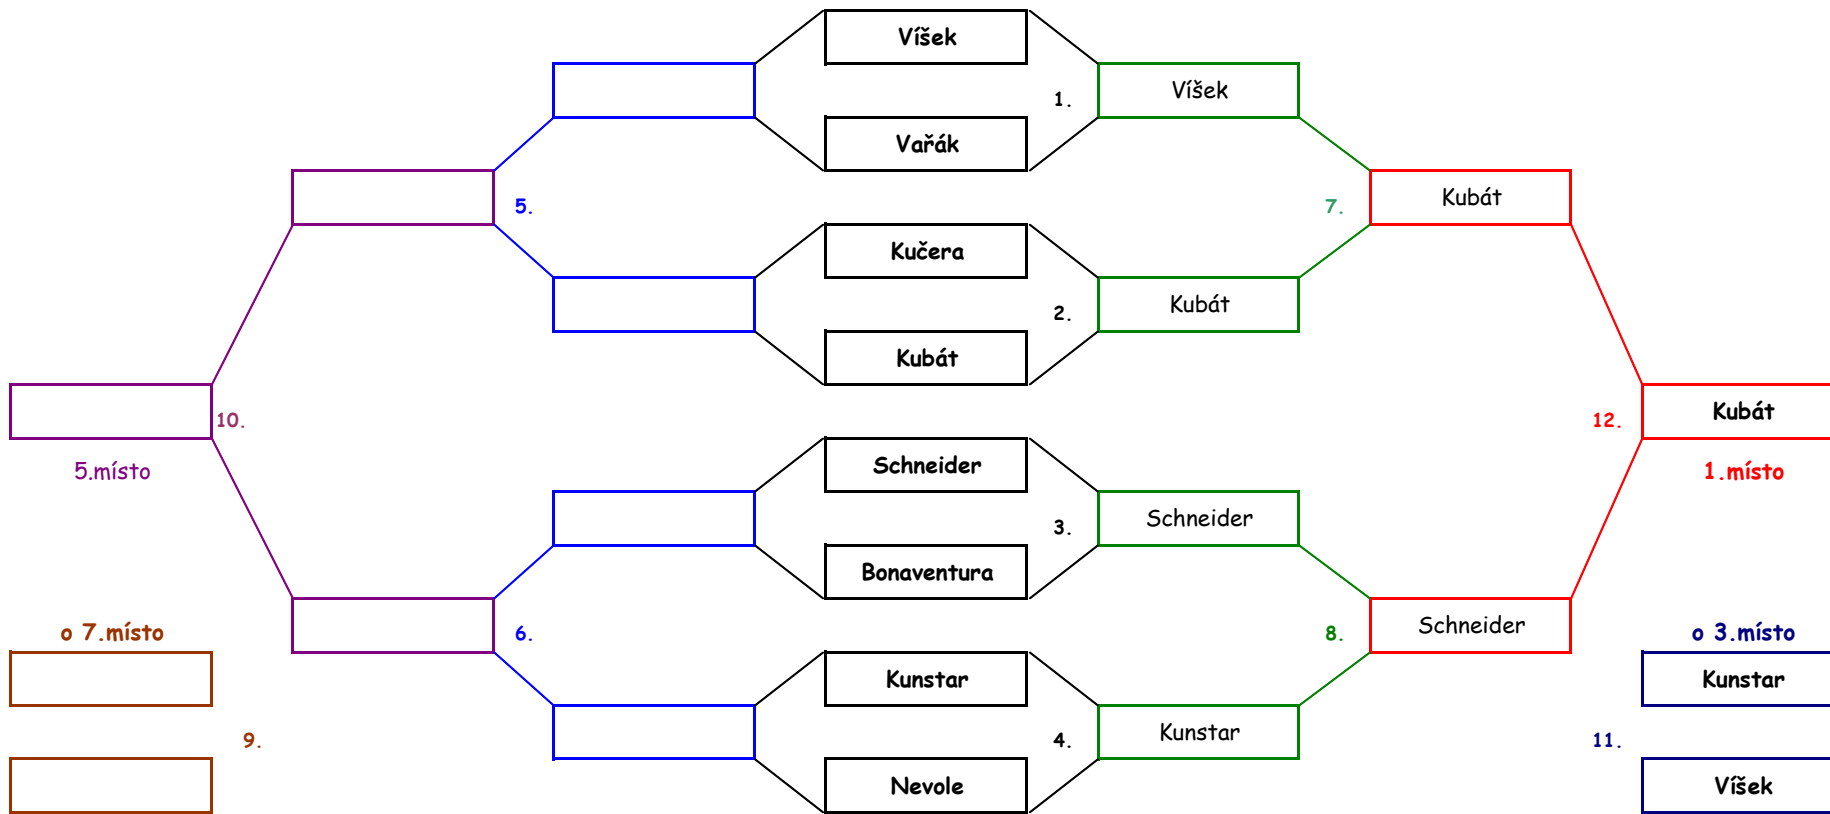 Víšek
1.
Víšek
Vařák
5.
Kučera
7.
Kubát
2.
Kubát
Kubát
10.
12.
Kubát
5.místo
Schneider
1.místo
3.
Schneider
Bonaventura
o 7.místo
6.
8.
Schneider
o 3.místo
Kunstar
Kunstar
9.
4.
Kunstar
11.
Nevole
Víšek